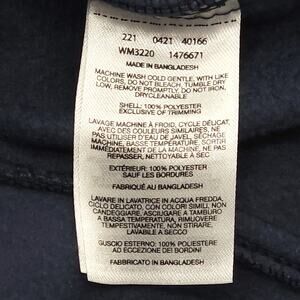 221 0421 40166
WM3220 1476671
MADE IN BANGLADESH
MACHINE WASH COLD GENTLE, WITH LIKE
COLORS, DO NOT BLEACH, TUMBLE DRY
LOW, REMOVE PROMPTLY, DO NOT IRON,
DRYCLEANABLE
SHELL: 100% POLYESTER
EXCLUSIVE OF TRIMMING
LAVAGE MACHINE À FROID, CYCLE DÉLICAT,
AVEC DES COULEURS SIMILAIRES, NE
PAS UTILISER D'EAU DE JAVEL, SÉCHAGE
MACHINE, BASSE TEMPÉRATURE, SORTIR
IMMÉDIATEMENT DE LA MACHINE, NE PAS
REPASSER, NETTOYABLE À SEC
EXTÉRIEUR: 100% POLYESTER
SAUF LES BORDURES
FABRIQUÉ AU BANGLADESH
LAVARE IN LAVATRICE IN ACQUA FREDDA,
CICLO DELICATO, CON COLORI SIMILI, NON
CANDEGGIARE, ASCIUGARE A TAMBURO
A BASSA TEMPERATURA, RIMUOVERE
TEMPESTIVAMENTE, NON STIRARE,
LAVABILE A SECCO
GUSCIO ESTERNO: 100% POLIESTERE
AD ECCEZIONE DEI BORDINI
FABBRICATO IN BANGLADESH